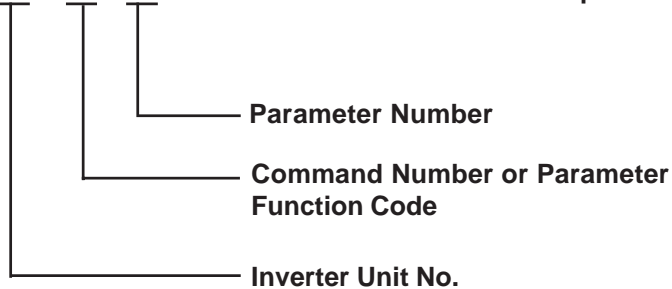 Parameter Number
Command Number or Parameter
Function Code
Inverter Unit No.